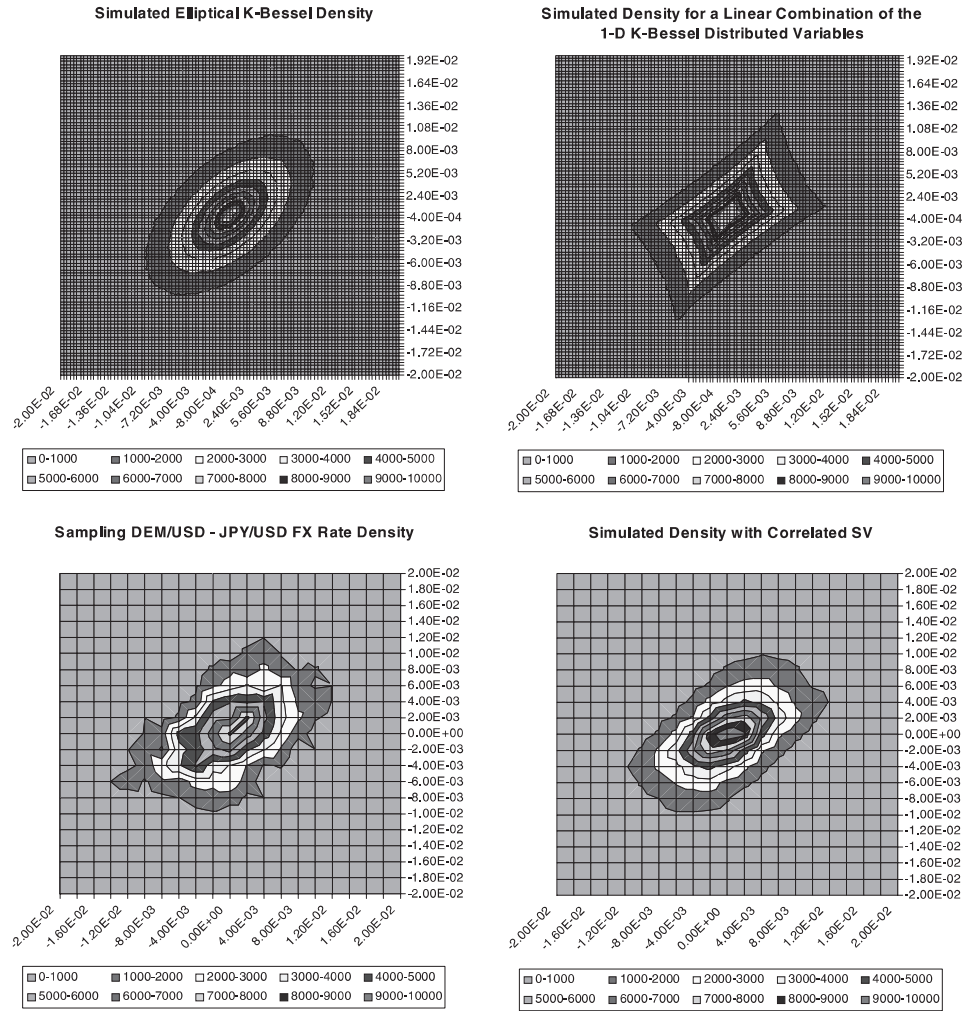 Simulated Elliptical K-Bessel Density
1.92E-02
1.64E-02
1.36E-02
1.08E-02
8.00E-03
5.20E-03
2.40E-03
-4.00E-04
-3.20E-03
-6.00E-03
-8.80E-03
-1.16E-02
-1.44E-02
-1.72E-02
-2.00E-02
-2.00E-02
-1.68E-02
-1.36E-02
-1.04E-02
-7.20E-03
-4.00E-03
-8.00E-04
2.40E-03
5.60E-03
8.80E-03
1.20E-02
1.52E-02
1.84E-02
0-1000 1000-2000 2000-3000 3000-4000 4000-5000
5000-6000 6000-7000 7000-8000 8000-9000 9000-10000
Simulated Density for a Linear Combination of the
1-D K-Bessel Distributed Variables
1.92E-02
1.64E-02
1.36E-02
1.08E-02
8.00E-03
5.20E-03
2.40E-03
-4.00E-04
-3.20E-03
-6.00E-03
-8.80E-03
-1.16E-02
-1.44E-02
-1.72E-02
-2.00E-02
-2.00E-02
-1.68E-02
-1.36E-02
-1.04E-02
-7.20E-03
-4.00E-03
-8.00E-04
2.40E-03
5.60E-03
8.80E-03
1.20E-02
1.52E-02
1.84E-02
0-1000 1000-2000 2000-3000 3000-4000 4000-5000
5000-6000 6000-7000 7000-8000 8000-9000 9000-10000
Sampling DEM/USD - JPY/USD FX Rate Density
2.00E-02
1.80E-02
1.60E-02
1.40E-02
1.20E-02
1.00E-02
8.00E-03
6.00E-03
4.00E-03
2.00E-03
0.00E+00
-2.00E-03
-4.00E-03
-6.00E-03
-8.00E-03
-1.00E-02
-1.20E-02
-1.40E-02
-1.60E-02
-1.80E-02
-2.00E-02
-2.00E-02
-1.60E-02
-1.20E-02
-8.00E-03
-4.00E-03
0.00E+00
4.00E-03
8.00E-03
1.20E-02
1.60E-02
2.00E-02
0-1000 1000-2000 2000-3000 3000-4000 4000-5000
5000-6000 6000-7000 7000-8000 8000-9000 9000-10000
Simulated Density with Correlated SV
2.00E-02
1.80E-02
1.60E-02
1.40E-02
1.20E-02
1.00E-02
8.00E-03
6.00E-03
4.00E-03
2.00E-03
0.00E+00
-2.00E-03
-4.00E-03
-6.00E-03
-8.00E-03
-1.00E-02
-1.20E-02
-1.40E-02
-1.60E-02
-1.80E-02
-2.00E-02
-2.00E-02
-1.60E-02
-1.20E-02
-8.00E-03
-4.00E-03
0.00E+00
4.00E-03
8.00E-03
1.20E-02
1.60E-02
2.00E-02
0-1000 1000-2000 2000-3000 3000-4000 4000-5000
5000-6000 6000-7000 7000-8000 8000-9000 9000-10000